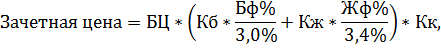 Зачетная цена = БЦ * (Кб * Бф%/3,0% + Кж * Жф%/3,4%) * Кк,